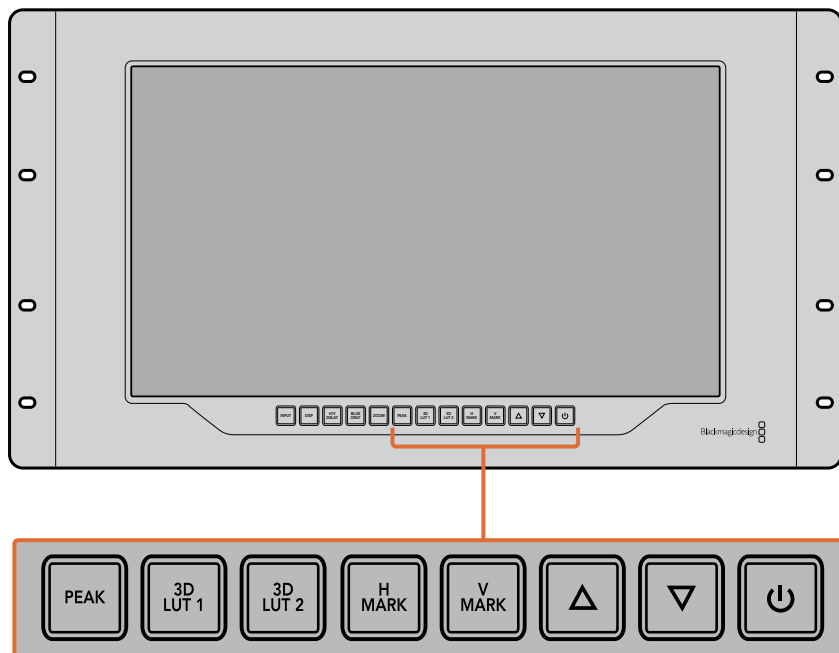 INPUT
DISP
H/V
DELAY
BLUE
ONLY
ZOOM
PEAK
3D
LUT 1
3D
LUT 2
H
MARK
V
MARK
Blackmagicdesign
PEAK
3D
LUT 1
3D
LUT 2
H
MARK
V
MARK